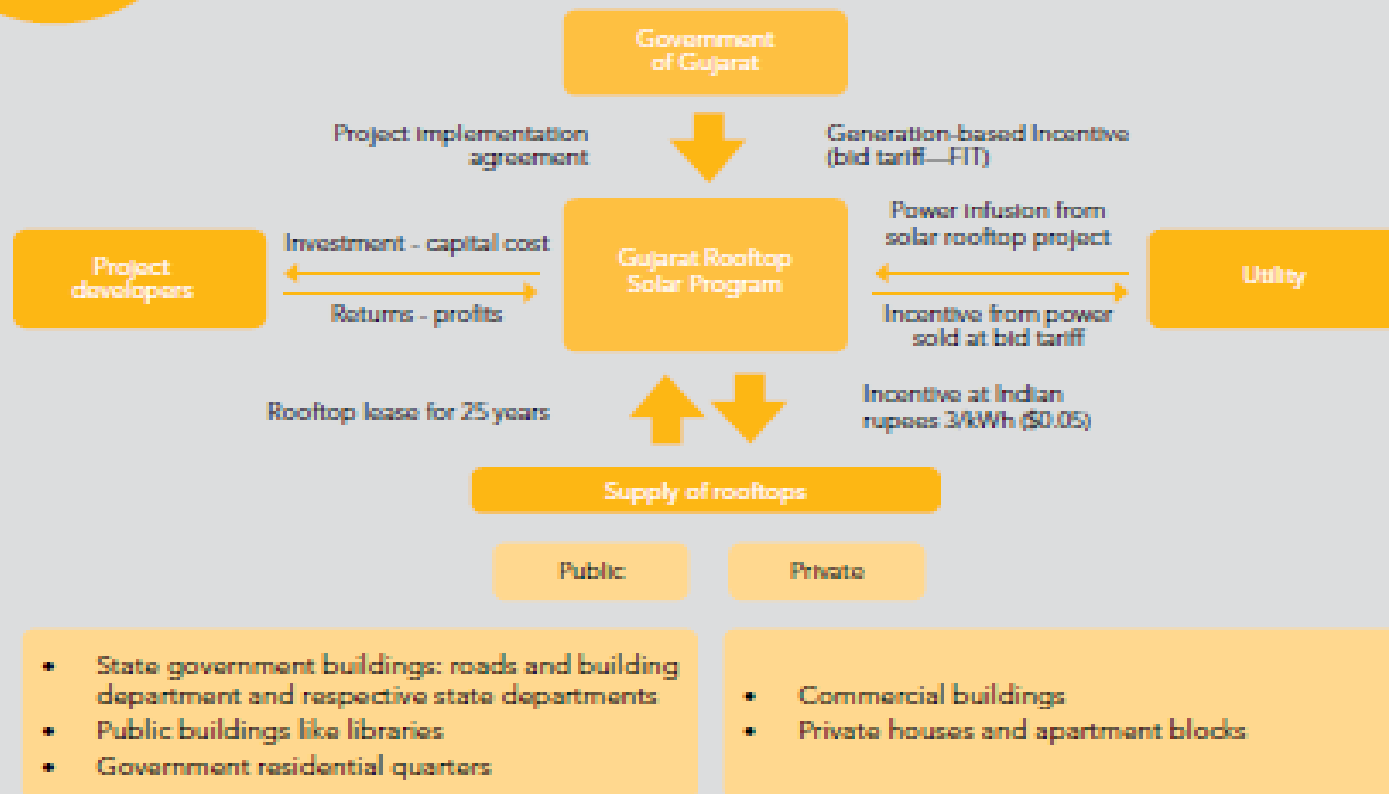 Government
of Gujarat
Project implementation
agreement
Generation-based Incentive
(bid tariff—FIT)
Project
developers
Investment - capital cost
Returns - profits
Gujarat Rooftop
Solar Program
Power infusion from
solar rooftop project
Incentive from power
sold at bid tariff
Utility
Rooftop lease for 25 years
Incentive at Indian
rupees 3/kWh ($0.05)
Supply of rooftops
Public
Private
• State government buildings: roads and building
department and respective state departments
• Public buildings like libraries
• Government residential quarters
• Commercial buildings
• Private houses and apartment blocks